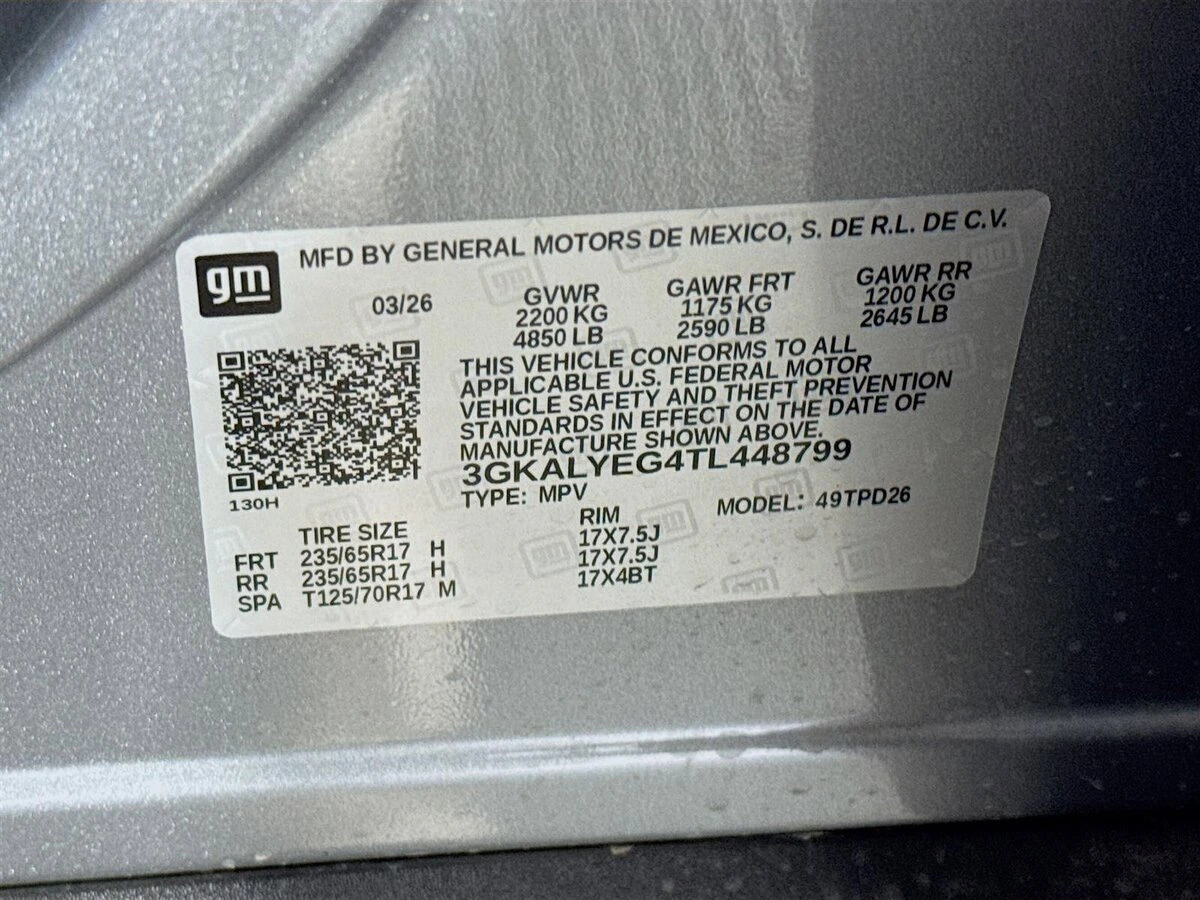 gm
MFD BY GENERAL MOTORS DE MEXICO, S. DE R.L. DE C.V.
03/26
GVWR
2200 KG
4850 LB
GAWR FRT
1175 KG
2590 LB
GAWR RR
1200 KG
2645 LB
THIS VEHICLE CONFORMS TO ALL
APPLICABLE U.S. FEDERAL MOTOR
VEHICLE SAFETY AND THEFT PREVENTION
STANDARDS IN EFFECT ON THE DATE OF
MANUFACTURE SHOWN ABOVE.
3GKALYEG4TL448799
TYPE: MPV MODEL: 49TPD26
130H
TIRE SIZE RIM
FRT 235/65R17 H 17X7.5J
RR 235/65R17 H 17X7.5J
SPA T125/70R17 M 17X4BT